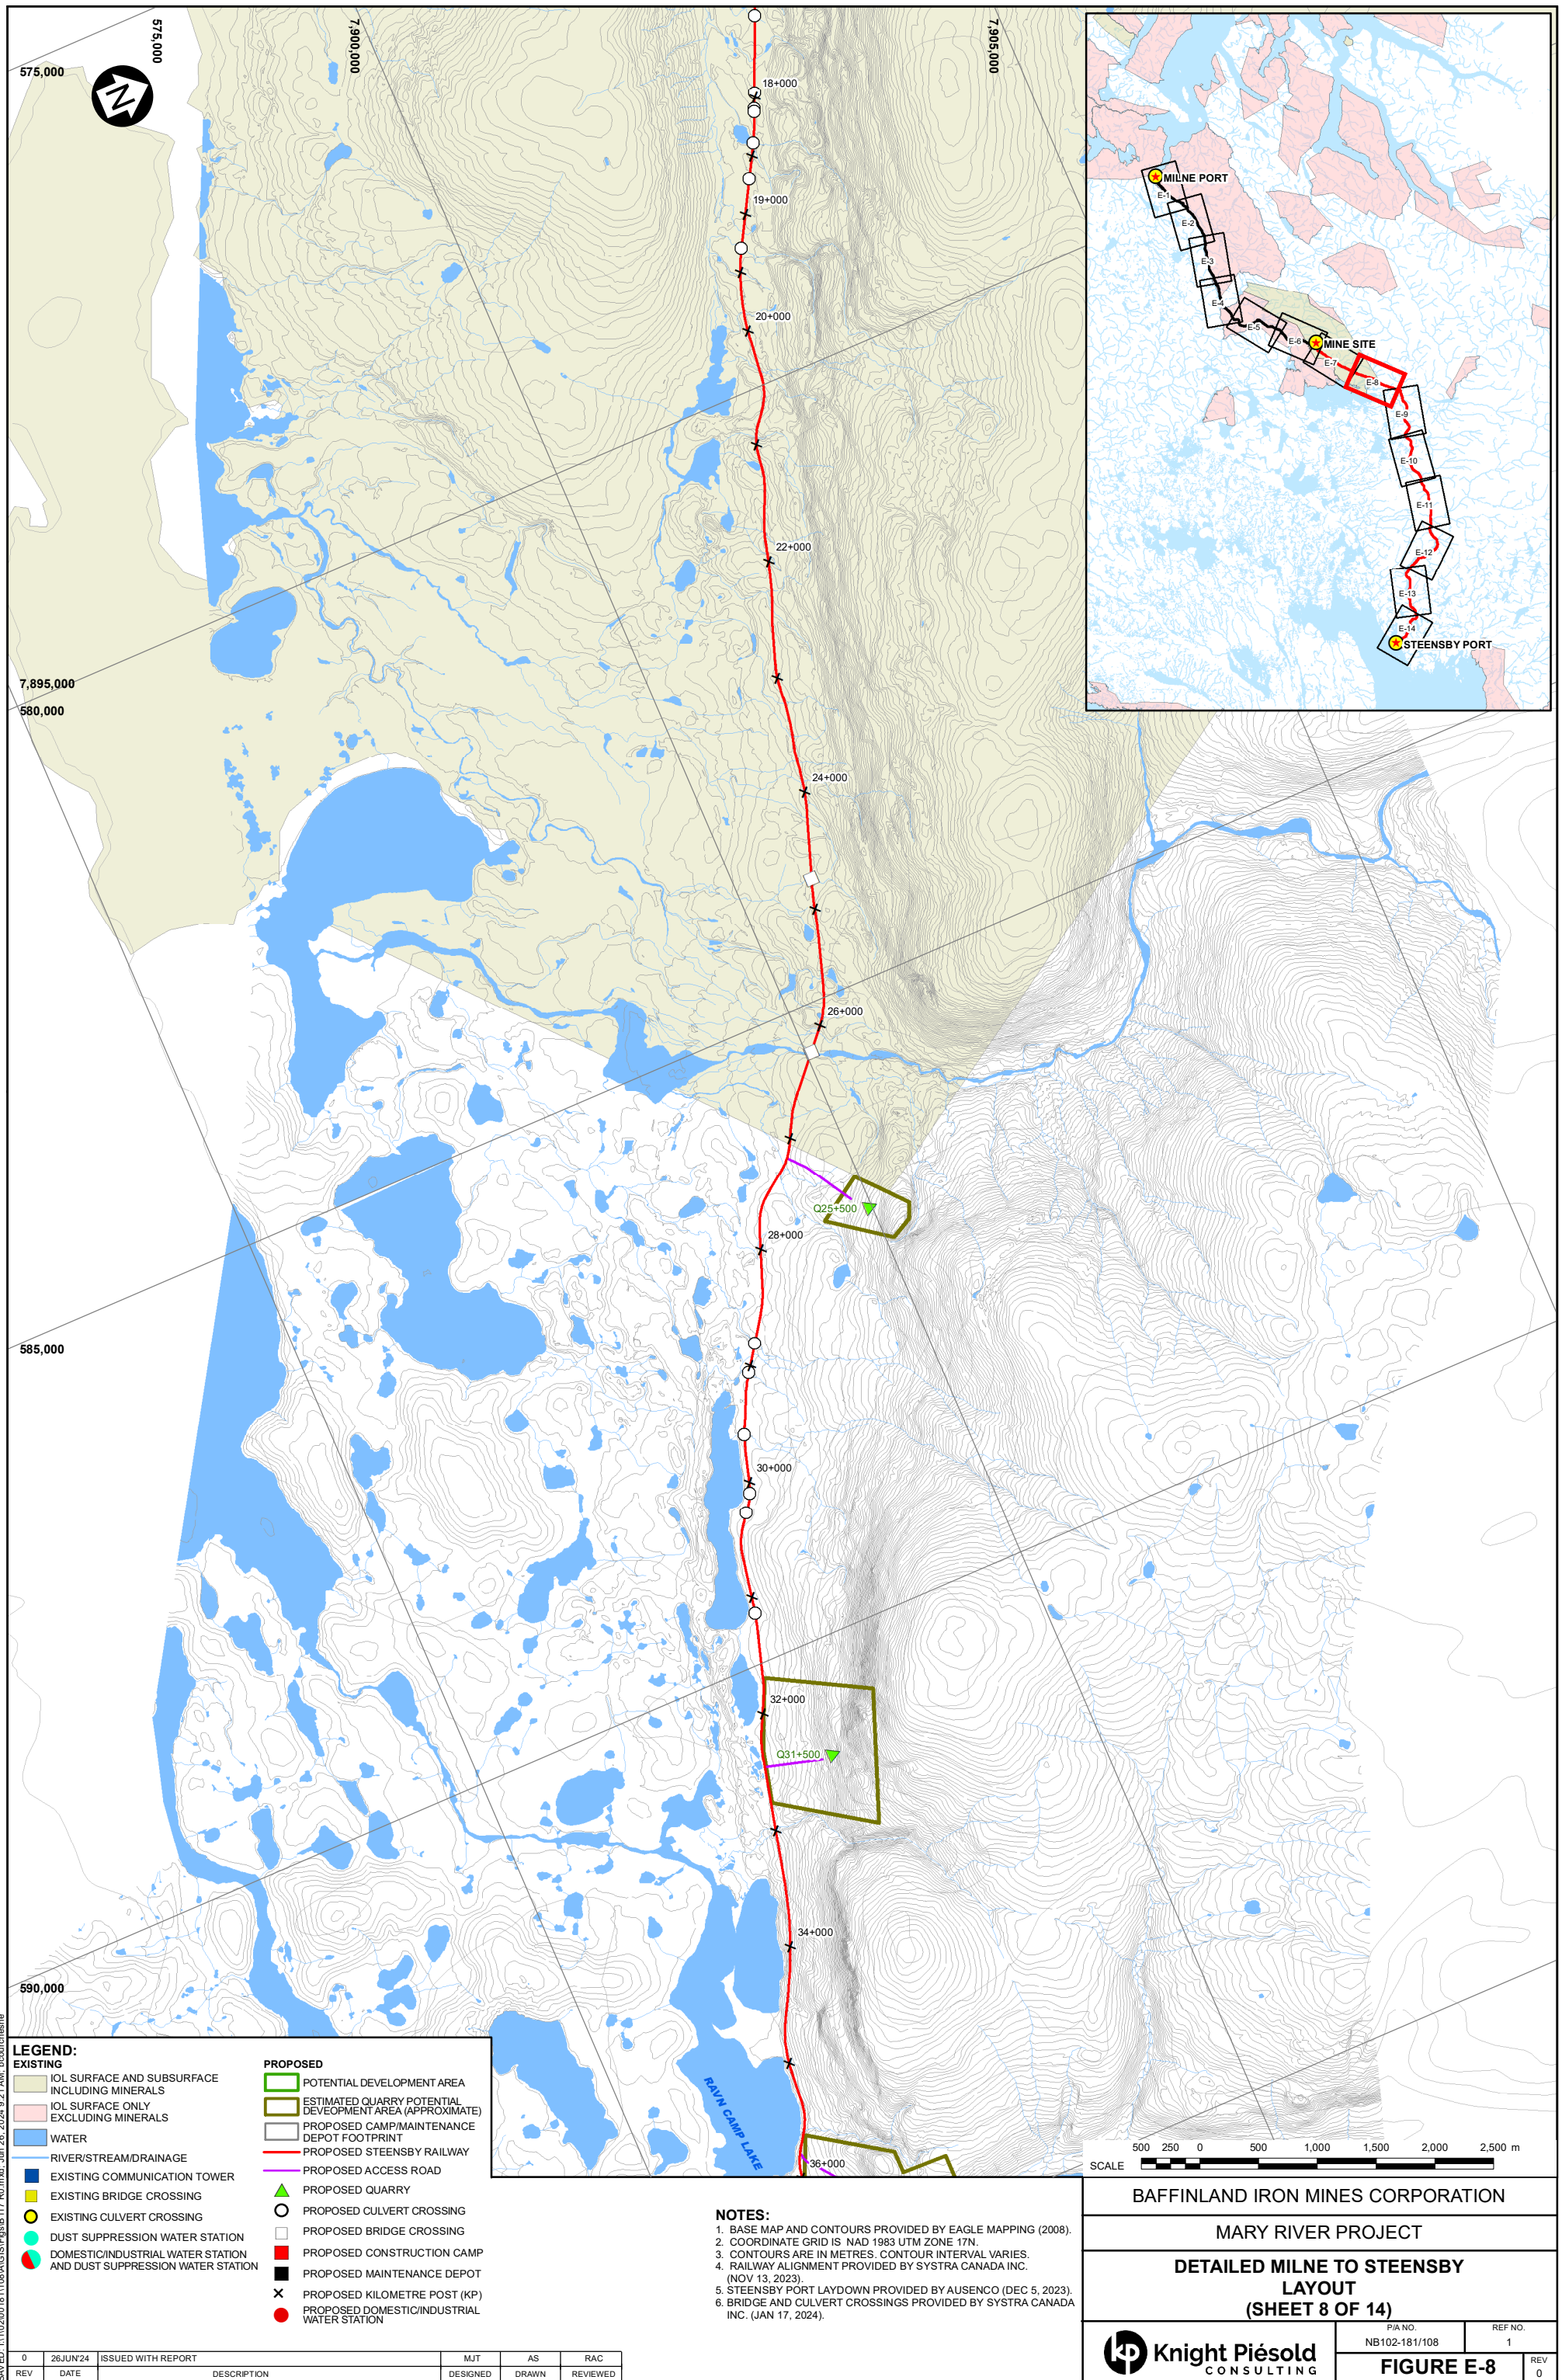 575,000
7,900,000
7,905,000
575,000
N
18+000
19+000
20+000
22+000
7,895,000
580,000
24+000
26+000
Q25+500
28+000
585,000
30+000
32+000
Q31+500
34+000
590,000
RAVN CAMP LAKE
36+000
MILNE PORT
E-1
E-2
E-3
E-4
E-5
E-6
MINE SITE
E-7
E-8
E-9
E-10
E-11
E-12
E-13
E-14
STEENSBY PORT
LEGEND:
EXISTING
IOL SURFACE AND SUBSURFACE
INCLUDING MINERALS
IOL SURFACE ONLY
EXCLUDING MINERALS
WATER
RIVER/STREAM/DRAINAGE
EXISTING COMMUNICATION TOWER
EXISTING BRIDGE CROSSING
EXISTING CULVERT CROSSING
DUST SUPPRESSION WATER STATION
DOMESTIC/INDUSTRIAL WATER STATION
AND DUST SUPPRESSION WATER STATION
PROPOSED
POTENTIAL DEVELOPMENT AREA
ESTIMATED QUARRY POTENTIAL
DEVEOPMENT AREA (APPROXIMATE)
PROPOSED CAMP/MAINTENANCE
DEPOT FOOTPRINT
PROPOSED STEENSBY RAILWAY
PROPOSED ACCESS ROAD
PROPOSED QUARRY
PROPOSED CULVERT CROSSING
PROPOSED BRIDGE CROSSING
PROPOSED CONSTRUCTION CAMP
PROPOSED MAINTENANCE DEPOT
PROPOSED KILOMETRE POST (KP)
PROPOSED DOMESTIC/INDUSTRIAL
WATER STATION
0 26JUN'24 ISSUED WITH REPORT MJT AS RAC
REV DATE DESCRIPTION DESIGNED DRAWN REVIEWED
NOTES:
1. BASE MAP AND CONTOURS PROVIDED BY EAGLE MAPPING (2008).
2. COORDINATE GRID IS NAD 1983 UTM ZONE 17N.
3. CONTOURS ARE IN METRES. CONTOUR INTERVAL VARIES.
4. RAILWAY ALIGNMENT PROVIDED BY SYSTRA CANADA INC.
(NOV 13, 2023).
5. STEENSBY PORT LAYDOWN PROVIDED BY AUSENCO (DEC 5, 2023).
6. BRIDGE AND CULVERT CROSSINGS PROVIDED BY SYSTRA CANADA
INC. (JAN 17, 2024).
500 250 0 500 1,000 1,500 2,000 2,500 m
SCALE
BAFFINLAND IRON MINES CORPORATION
MARY RIVER PROJECT
DETAILED MILNE TO STEENSBY
LAYOUT
(SHEET 8 OF 14)
kp Knight Piésold
CONSULTING
P/A NO.
NB102-181/108
REF NO.
1
FIGURE E-8
REV
0